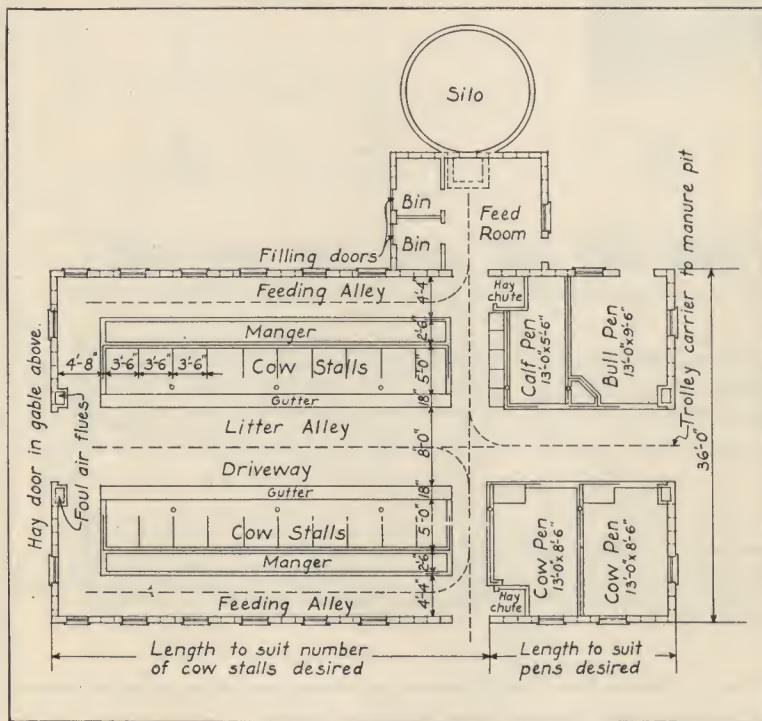 Silo
Bin
Feed
Room
Bin
Filling doors
Feeding Alley
4'-4"
Manger
2'-6"
4'-8"
3'-6"
3'-6"
3'-6"
Cow Stalls
5'-0"
Gutter
18"
Litter Alley
8'-0"
Driveway
Gutter
18"
Cow Stalls
5'-0"
Manger
2'-6"
Feeding Alley
4'-4"
Hay door in gable above.
Foul air flues
Hay
chute
Calf Pen
13'-0"x5'-6"
Bull Pen
13'-0"x9'-6"
Trolley carrier to manure pit
36'-0"
Cow Pen
13'-0"x8'-6"
Cow Pen
13'-0"x8'-6"
Hay
chute
Length to suit number
of cow stalls desired
Length to suit
pens desired